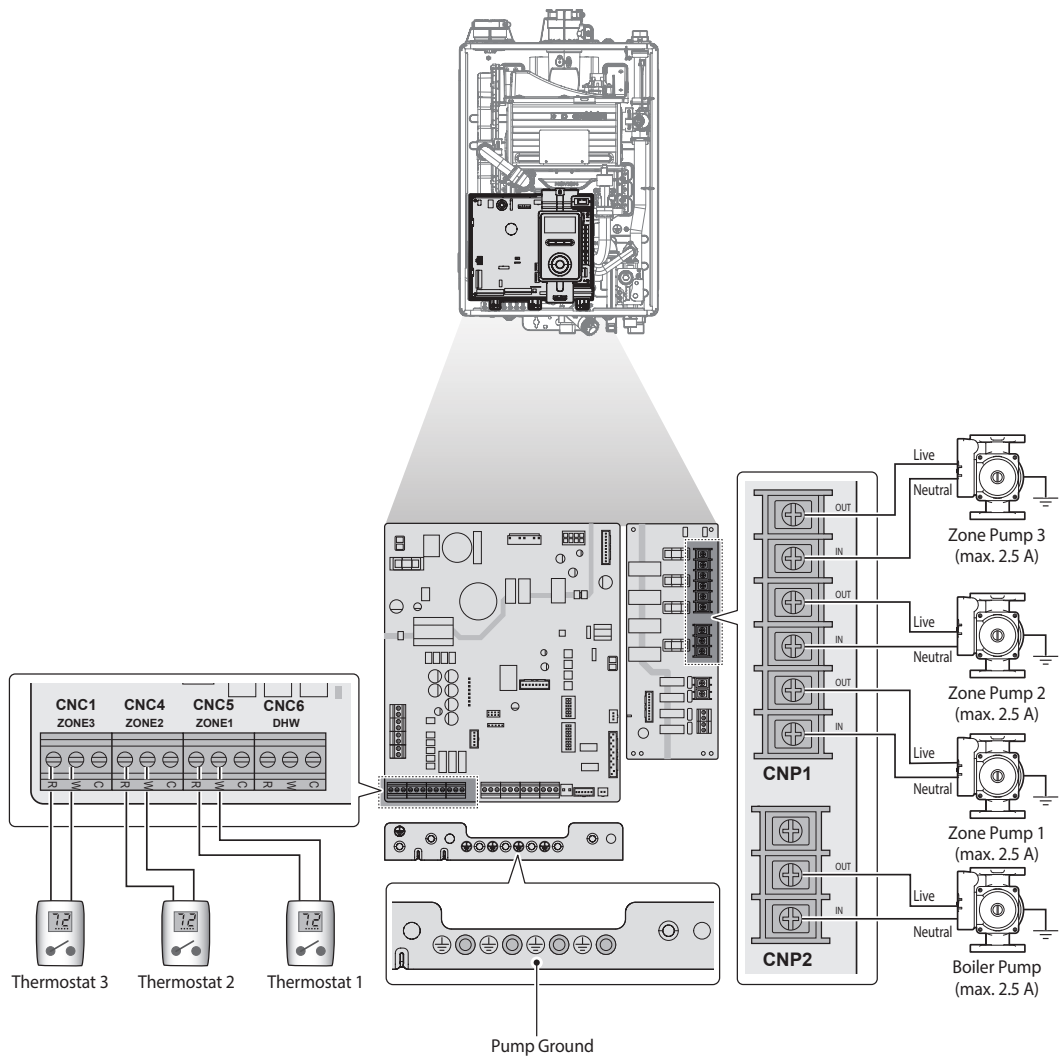 Live
OUT
Neutral
IN
Zone Pump 3
(max. 2.5 A)
OUT
Live
IN
Neutral
Zone Pump 2
(max. 2.5 A)
OUT
IN
Live
Neutral
CNP1
Zone Pump 1
(max. 2.5 A)
OUT
Live
IN
Neutral
CNP2
Boiler Pump
(max. 2.5 A)
CNC1 CNC4 CNC5 CNC6
ZONE3 ZONE2 ZONE1 DHW
R W C R W C R W C R W C
72 72 72
Thermostat 3 Thermostat 2 Thermostat 1
Pump Ground